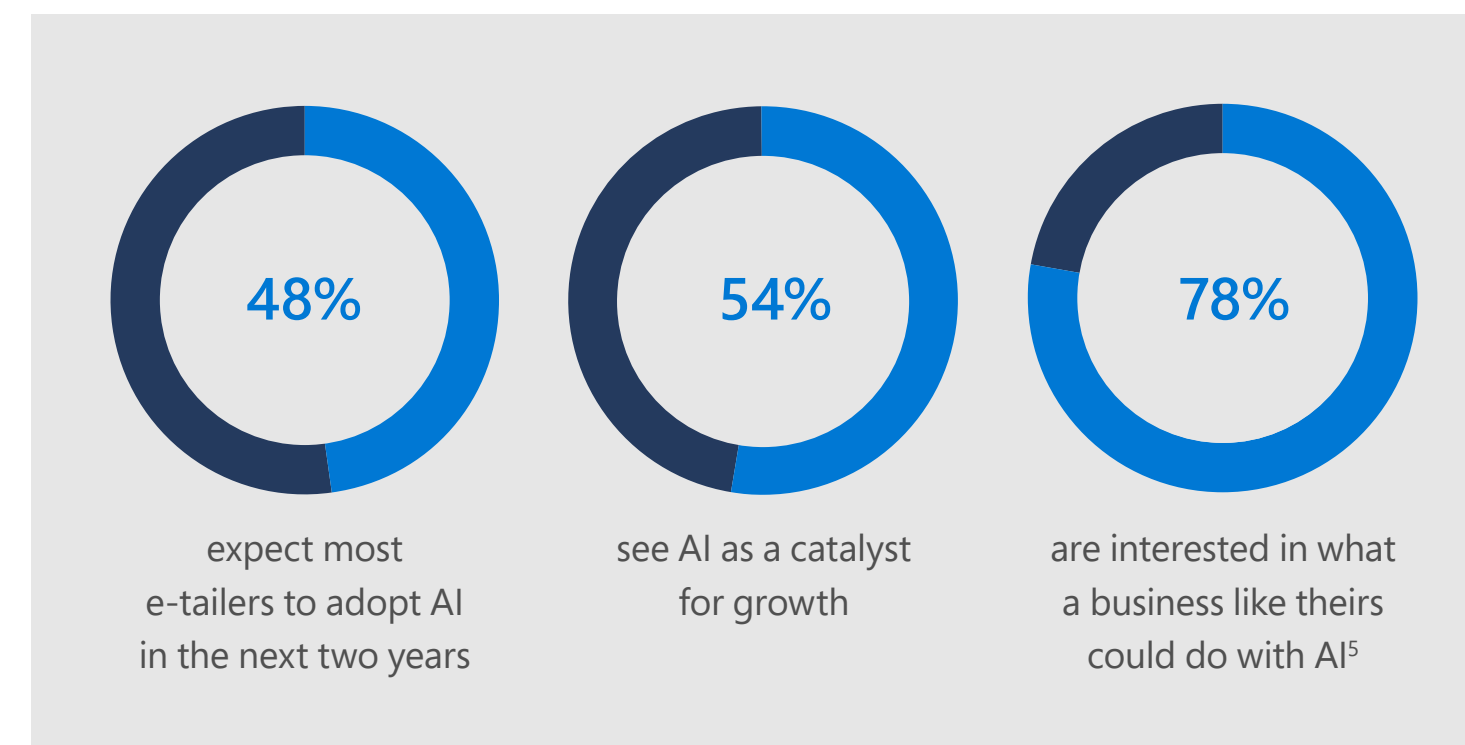 48%
expect most
e-tailers to adopt AI
in the next two years
54%
see AI as a catalyst
for growth
78%
are interested in what
a business like theirs
could do with AI⁵